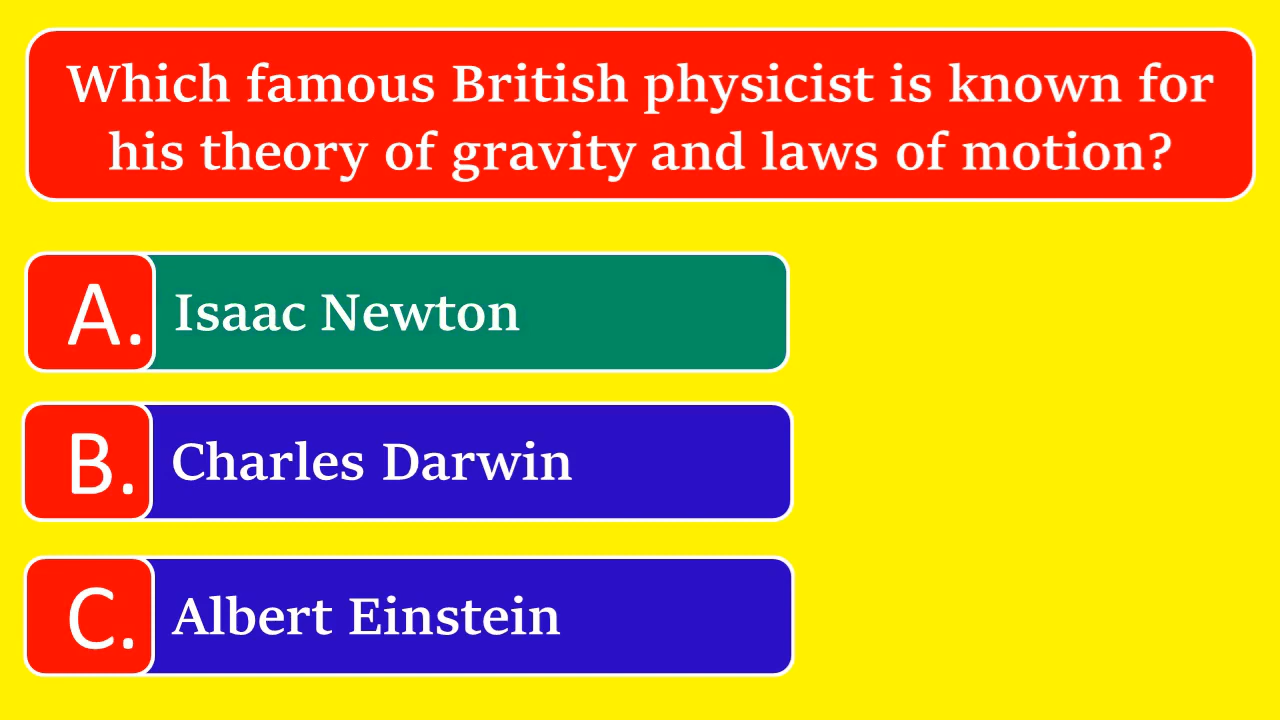 Which famous British physicist is known for
his theory of gravity and laws of motion?
A. Isaac Newton
B. Charles Darwin
C. Albert Einstein